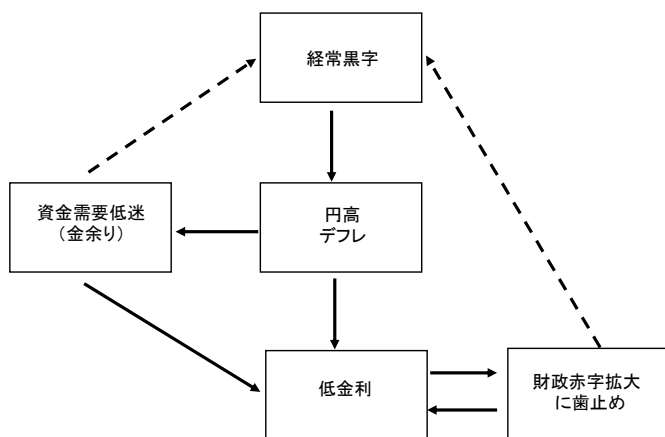 経常黒字
資金需要低迷
（金余り）
円高
デフレ
低金利
財政赤字拡大
に歯止め